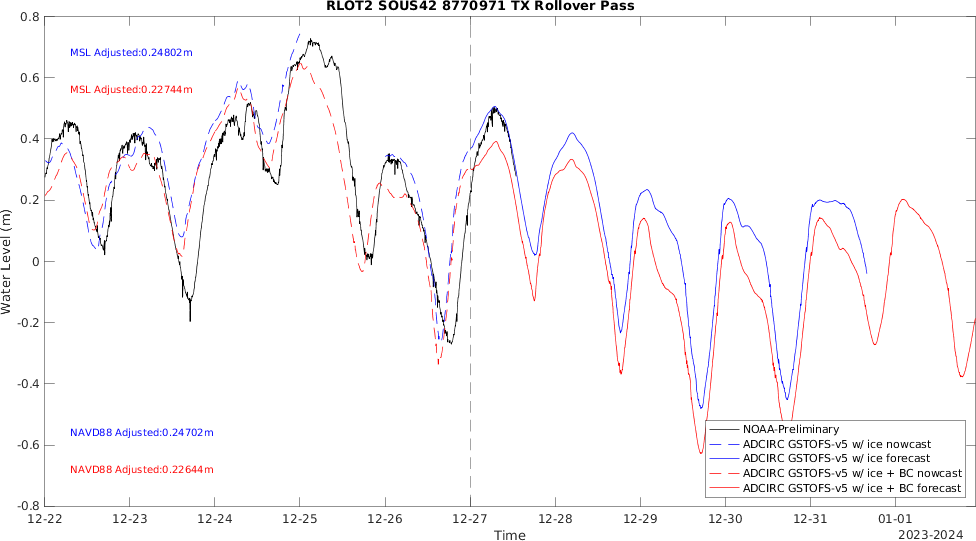 RLOT2 SOUS42 8770971 TX Rollover Pass
0.8
MSL Adjusted:0.24802m
0.6
MSL Adjusted:0.22744m
0.4
0.2
Water Level (m)
0
-0.2
-0.4
NAVD88 Adjusted:0.24702m
NOAA-Preliminary
-0.6
ADCIRC GSTOFS-v5 w/ ice nowcast
ADCIRC GSTOFS-v5 w/ ice forecast
NAVD88 Adjusted:0.22644m
ADCIRC GSTOFS-v5 w/ ice + BC nowcast
ADCIRC GSTOFS-v5 w/ ice + BC forecast
-0.8
12-22 12-23 12-24 12-25 12-26 12-27 12-28 12-29 12-30 12-31 01-01
Time
2023-2024